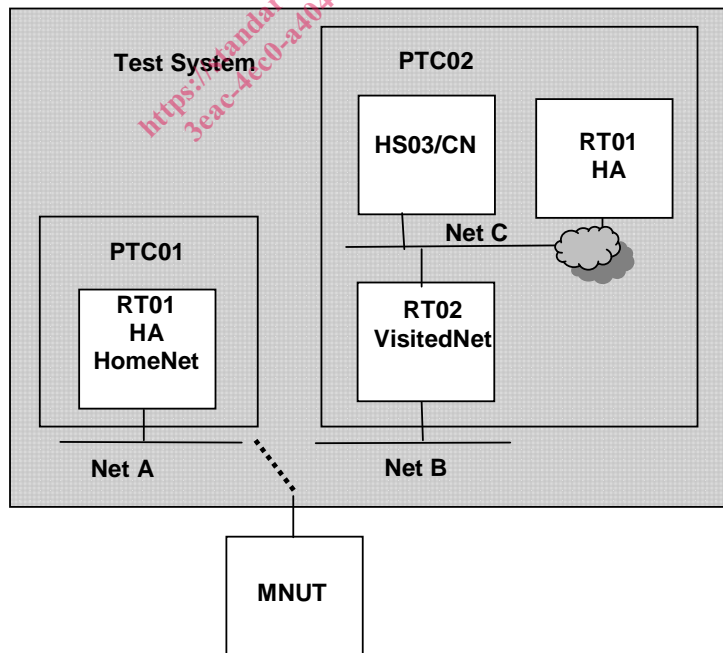 Test System
PTC02
HS03/CN
RT01
HA
Net C
PTC01
RT01
HA
HomeNet
RT02
VisitedNet
Net A
Net B
MNUT